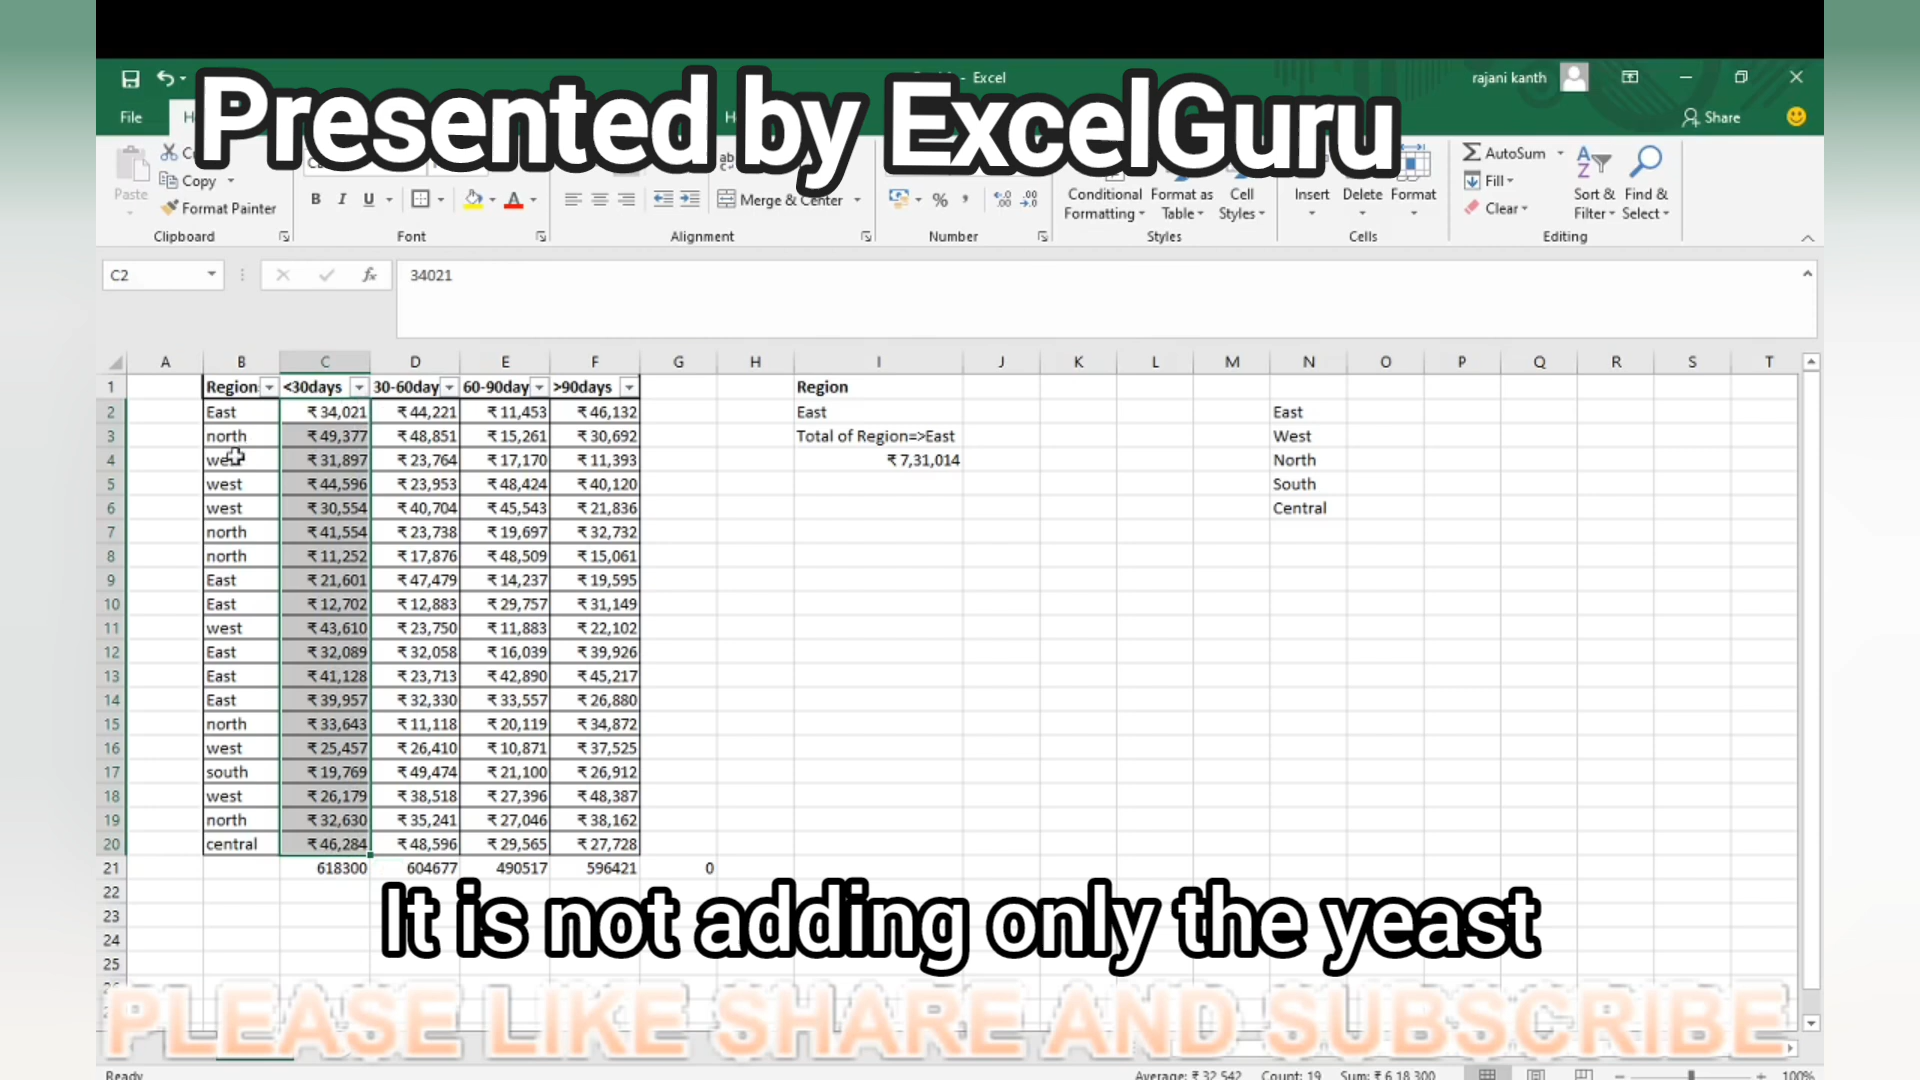 Presented by ExcelGuru
- Excel
rajani kanth
File
Share
Paste
Copy
Format Painter
Clipboard
B I U
Font
Merge & Center
Alignment
%
Number
Conditional Formatting
Format as Table
Cell Styles
Styles
Insert
Delete
Format
Cells
AutoSum
Fill
Clear
Sort & Filter
Find & Select
Editing
C2
fx
34021
A B C D E F G H I J K L M N O P Q R S T
1 Region <30days 30-60day 60-90day >90days Region
2 East ₹ 34,021 ₹ 44,221 ₹ 11,453 ₹ 46,132 East East
3 north ₹ 49,377 ₹ 48,851 ₹ 15,261 ₹ 30,692 Total of Region=>East West
4 west ₹ 31,897 ₹ 23,764 ₹ 17,170 ₹ 11,393 ₹ 7,31,014 North
5 west ₹ 44,596 ₹ 23,953 ₹ 48,424 ₹ 40,120 South
6 west ₹ 30,554 ₹ 40,704 ₹ 45,543 ₹ 21,836 Central
7 north ₹ 41,554 ₹ 23,738 ₹ 19,697 ₹ 32,732
8 north ₹ 11,252 ₹ 17,876 ₹ 48,509 ₹ 15,061
9 East ₹ 21,601 ₹ 47,479 ₹ 14,237 ₹ 19,595
10 East ₹ 12,702 ₹ 12,883 ₹ 29,757 ₹ 31,149
11 west ₹ 43,610 ₹ 23,750 ₹ 11,883 ₹ 22,102
12 East ₹ 32,089 ₹ 32,058 ₹ 16,039 ₹ 39,926
13 East ₹ 41,128 ₹ 23,713 ₹ 42,890 ₹ 45,217
14 East ₹ 39,957 ₹ 32,330 ₹ 33,557 ₹ 26,880
15 north ₹ 33,643 ₹ 11,118 ₹ 20,119 ₹ 34,872
16 west ₹ 25,457 ₹ 26,410 ₹ 10,871 ₹ 37,525
17 south ₹ 19,769 ₹ 49,474 ₹ 21,100 ₹ 26,912
18 west ₹ 26,179 ₹ 38,518 ₹ 27,396 ₹ 48,387
19 north ₹ 32,630 ₹ 35,241 ₹ 27,046 ₹ 38,162
20 central ₹ 46,284 ₹ 48,596 ₹ 29,565 ₹ 27,728
21 618300 604677 490517 596421 0
22
23
24
25
It is not adding only the yeast
PLEASE LIKE SHARE AND SUBSCRIBE
Ready
Average: ₹ 32,542 Count: 19 Sum: ₹ 6,18,300 100%